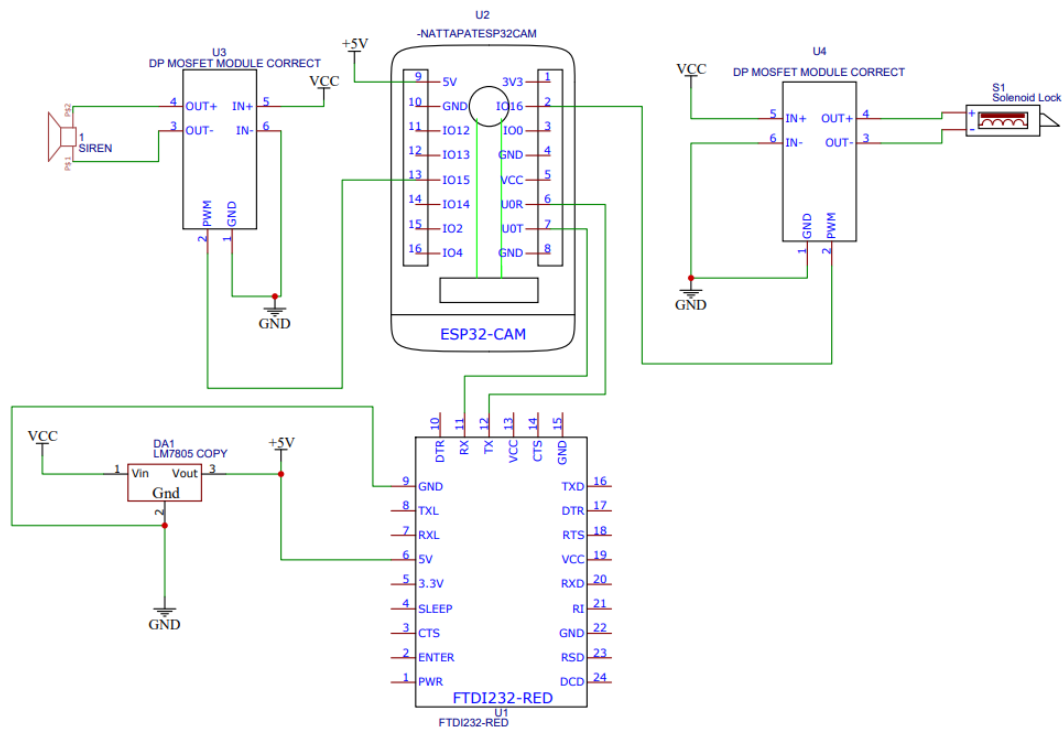 U2
-NATTAPATESP32CAM
+5V
9 5V
10 GND
11 IO12
12 IO13
13 IO15
14 IO14
15 IO2
16 IO4
3V3 1
IO16 2
IO0 3
GND 4
VCC 5
U0R 6
U0T 7
GND 8
ESP32-CAM
U3
DP MOSFET MODULE CORRECT
VCC
4 OUT+ IN+ 5
3 OUT- IN- 6
PWM GND
2 1
P$2
1
SIREN
P$1
GND
U4
DP MOSFET MODULE CORRECT
VCC
5 IN+ OUT+ 4
6 IN- OUT- 3
GND PWM
1 2
GND
S1
Solenoid Lock
+
-
VCC
DA1
LM7805 COPY
+5V
1 Vin Vout 3
Gnd
2
GND
10 11 12 13 14 15
DTR RX TX VCC CTS GND
9 GND TXD 16
8 TXL DTR 17
7 RXL RTS 18
6 5V VCC 19
5 3.3V RXD 20
4 SLEEP RI 21
3 CTS GND 22
2 ENTER RSD 23
1 PWR DCD 24
FTDI232-RED
U1
FTDI232-RED